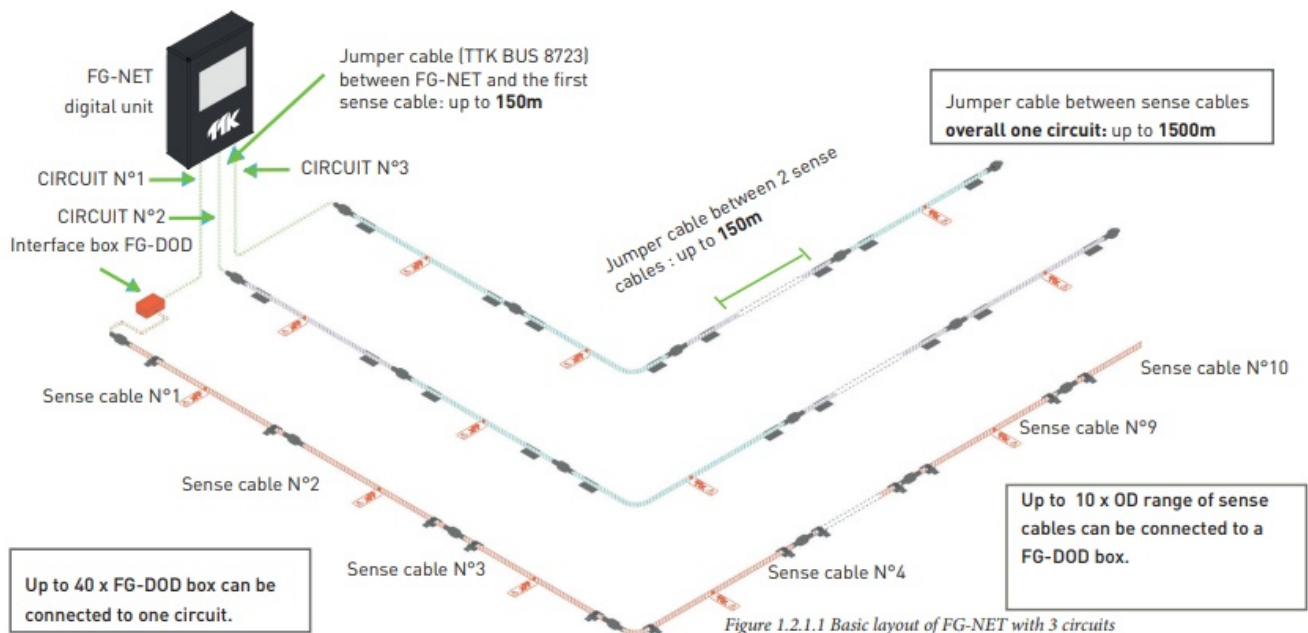 FG-NET
digital unit
TTK
Jumper cable (TTK BUS 8723)
between FG-NET and the first
sense cable: up to 150m
Jumper cable between sense cables
overall one circuit: up to 1500m
CIRCUIT N°1
CIRCUIT N°3
CIRCUIT N°2
Interface box FG-DOD
Jumper cable between 2 sense
cables : up to 150m
Sense cable N°1
Sense cable N°10
Sense cable N°9
Sense cable N°2
Sense cable N°3
Sense cable N°4
Up to 10 x OD range of sense
cables can be connected to a
FG-DOD box.
Up to 40 x FG-DOD box can be
connected to one circuit.
Figure 1.2.1.1 Basic layout of FG-NET with 3 circuits